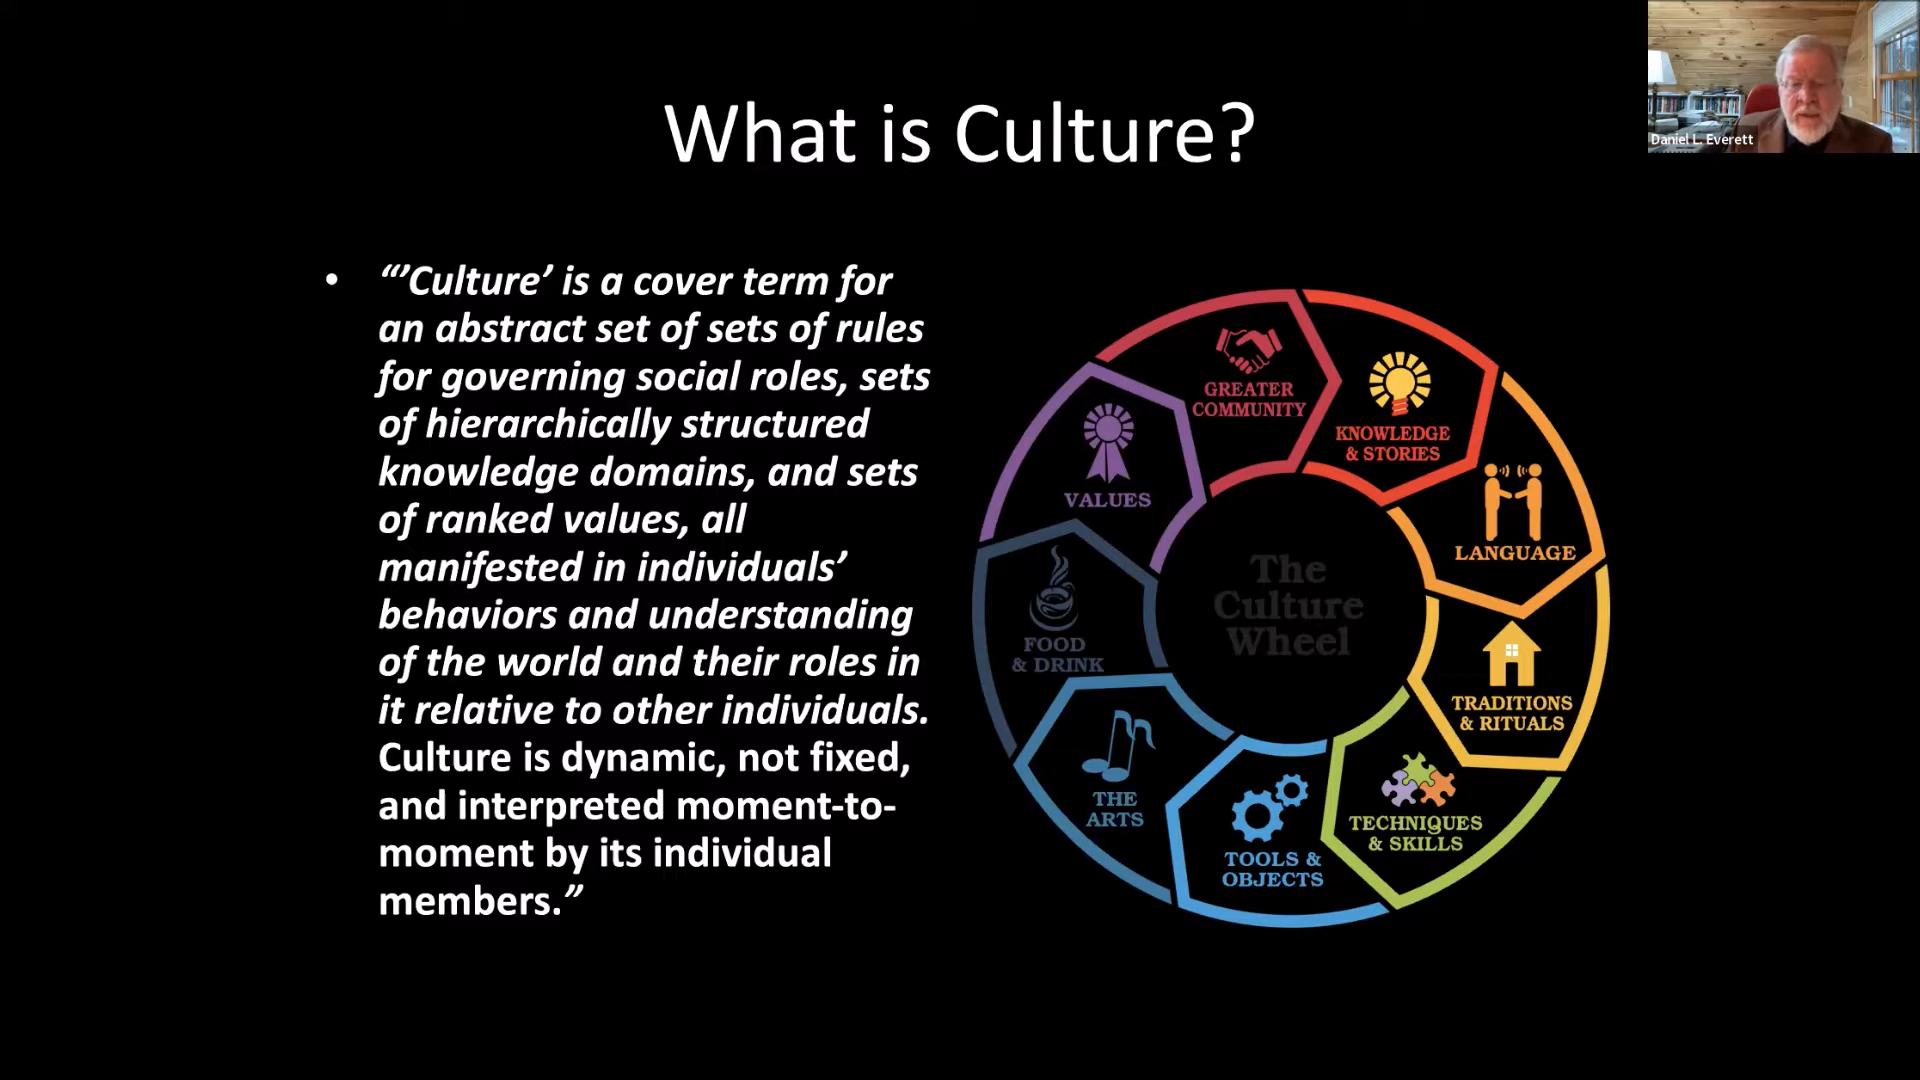 What is Culture?
Daniel L. Everett
• “’Culture’ is a cover term for
an abstract set of sets of rules
for governing social roles, sets
of hierarchically structured
knowledge domains, and sets
of ranked values, all
manifested in individuals’
behaviors and understanding
of the world and their roles in
it relative to other individuals.
Culture is dynamic, not fixed,
and interpreted moment-to-
moment by its individual
members.”
GREATER
COMMUNITY
KNOWLEDGE
& STORIES
LANGUAGE
TRADITIONS
& RITUALS
TECHNIQUES
& SKILLS
TOOLS &
OBJECTS
THE
ARTS
FOOD
& DRINK
VALUES
The
Culture
Wheel